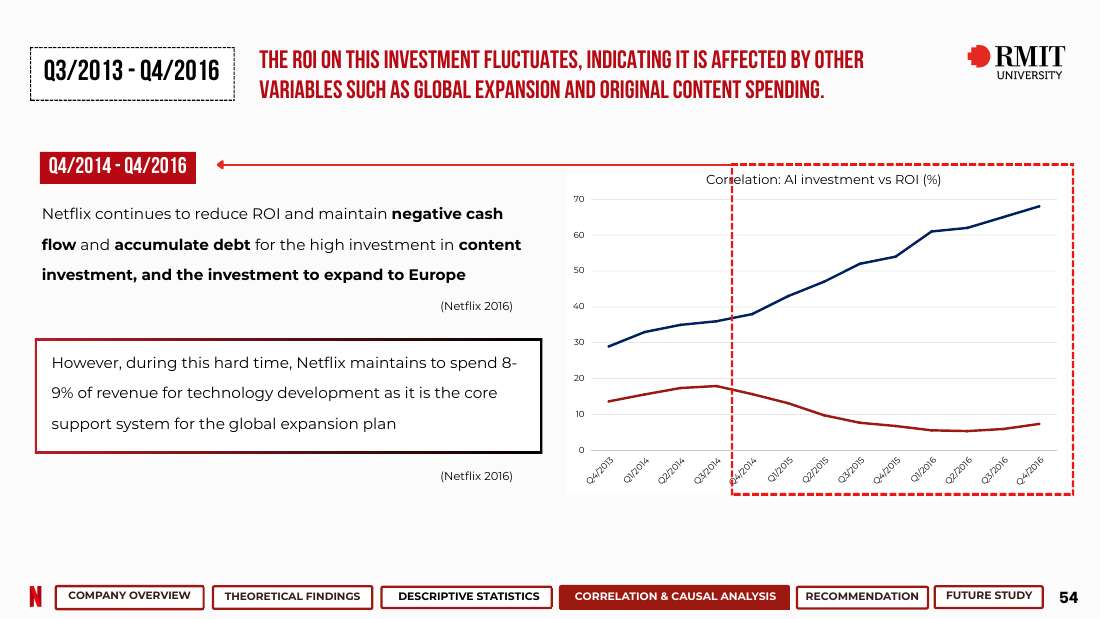 Q3/2013 - Q4/2016
THE ROI ON THIS INVESTMENT FLUCTUATES, INDICATING IT IS AFFECTED BY OTHER
VARIABLES SUCH AS GLOBAL EXPANSION AND ORIGINAL CONTENT SPENDING.
RMIT
UNIVERSITY
Q4/2014 - Q4/2016
Netflix continues to reduce ROI and maintain negative cash
flow and accumulate debt for the high investment in content
investment, and the investment to expand to Europe
(Netflix 2016)
However, during this hard time, Netflix maintains to spend 8-
9% of revenue for technology development as it is the core
support system for the global expansion plan
(Netflix 2016)
Correlation: AI investment vs ROI (%)
70
60
50
40
30
20
10
0
Q4/2013
Q1/2014
Q2/2014
Q3/2014
Q4/2014
Q1/2015
Q2/2015
Q3/2015
Q4/2015
Q1/2016
Q2/2016
Q3/2016
Q4/2016
N
COMPANY OVERVIEW
THEORETICAL FINDINGS
DESCRIPTIVE STATISTICS
CORRELATION & CAUSAL ANALYSIS
RECOMMENDATION
FUTURE STUDY
54